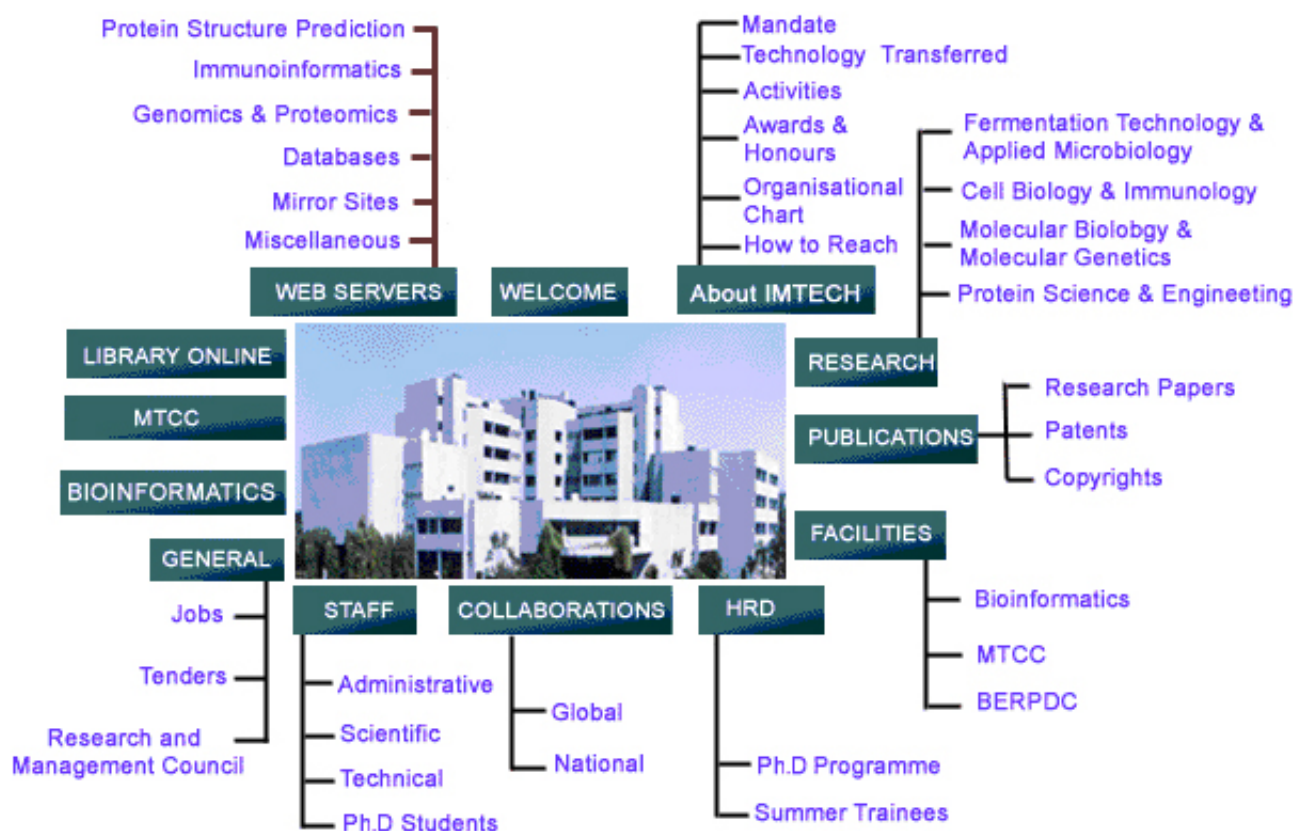 Protein Structure Prediction
Immunoinformatics
Genomics & Proteomics
Databases
Mirror Sites
Miscellaneous
WEB SERVERS
WELCOME
Mandate
Technology Transferred
Activities
Awards &
Honours
Organisational
Chart
How to Reach
About IMTECH
Fermentation Technology &
Applied Microbiology
Cell Biology & Immunology
Molecular Biolobgy &
Molecular Genetics
Protein Science & Engineeting
RESEARCH
LIBRARY ONLINE
MTCC
BIOINFORMATICS
PUBLICATIONS
Research Papers
Patents
Copyrights
GENERAL
Jobs
Tenders
Research and
Management Council
STAFF
Administrative
Scientific
Technical
Ph.D Students
COLLABORATIONS
Global
National
HRD
Ph.D Programme
Summer Trainees
FACILITIES
Bioinformatics
MTCC
BERPDC